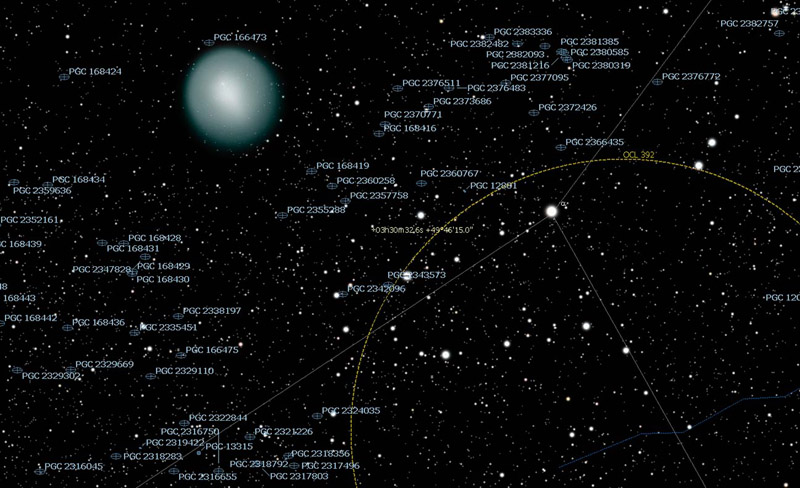 PGC 166473
PGC 2383336
PGC 2382757
PGC 2382482
PGC 2381385
PGC 2382093
PGC 2380585
PGC 2381216
PGC 2380319
PGC 168424
PGC 2377095
PGC 2376772
PGC 2376511
PGC 2376483
PGC 2373686
PGC 2372426
PGC 2370771
PGC 168416
PGC 2366435
OCL 392
PGC 168419
PGC 2360767
PGC 168434
PGC 2360258
PGC 2359636
PGC 2357758
α
PGC 2355288
PGC 2352161
+03h30m32.6s +49°46'15.0"
PGC 168428
168439
PGC 168431
PGC 168429
PGC 2347828
PGC 2343573
PGC 168430
PGC 2342096
168443
PGC 2338197
PGC 168442
PGC 168436
PGC 2335451
PGC 166475
PGC 2329669
PGC 2329110
PGC 2329302
PGC 2324035
PGC 2322844
PGC 2316750
PGC 2321226
PGC 2319422
PGC 13315
PGC 2318283
PGC 2318356
PGC 2316045
PGC 2318792
PGC 2317496
PGC 2316655
PGC 2317803